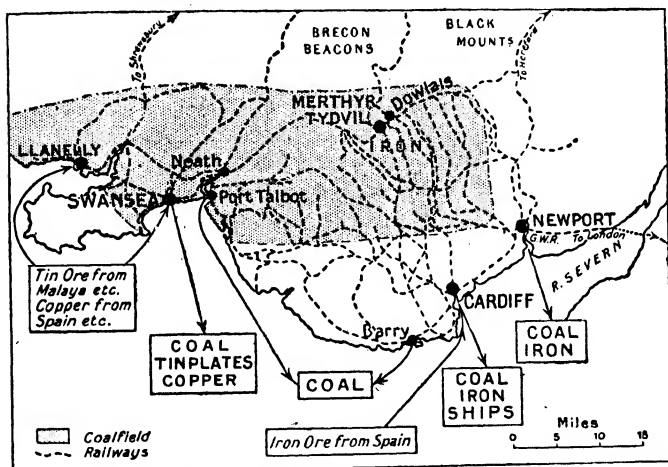 To Shrewsbury
BRECON
BEACONS
BLACK
MOUNTS
To Hereford
MERTHYR
TYDVIL
Dowlais
IRON
LLANELLY
Neath
SWANSEA
Port Talbot
NEWPORT
G.W.R. To London
R. SEVERN
Tin Ore from
Malaya etc.
Copper from
Spain etc.
CARDIFF
Barry
COAL
TINPLATES
COPPER
COAL
COAL
IRON
SHIPS
COAL
IRON
Iron Ore from Spain
Coalfield
Railways
Miles
0 5 10 15